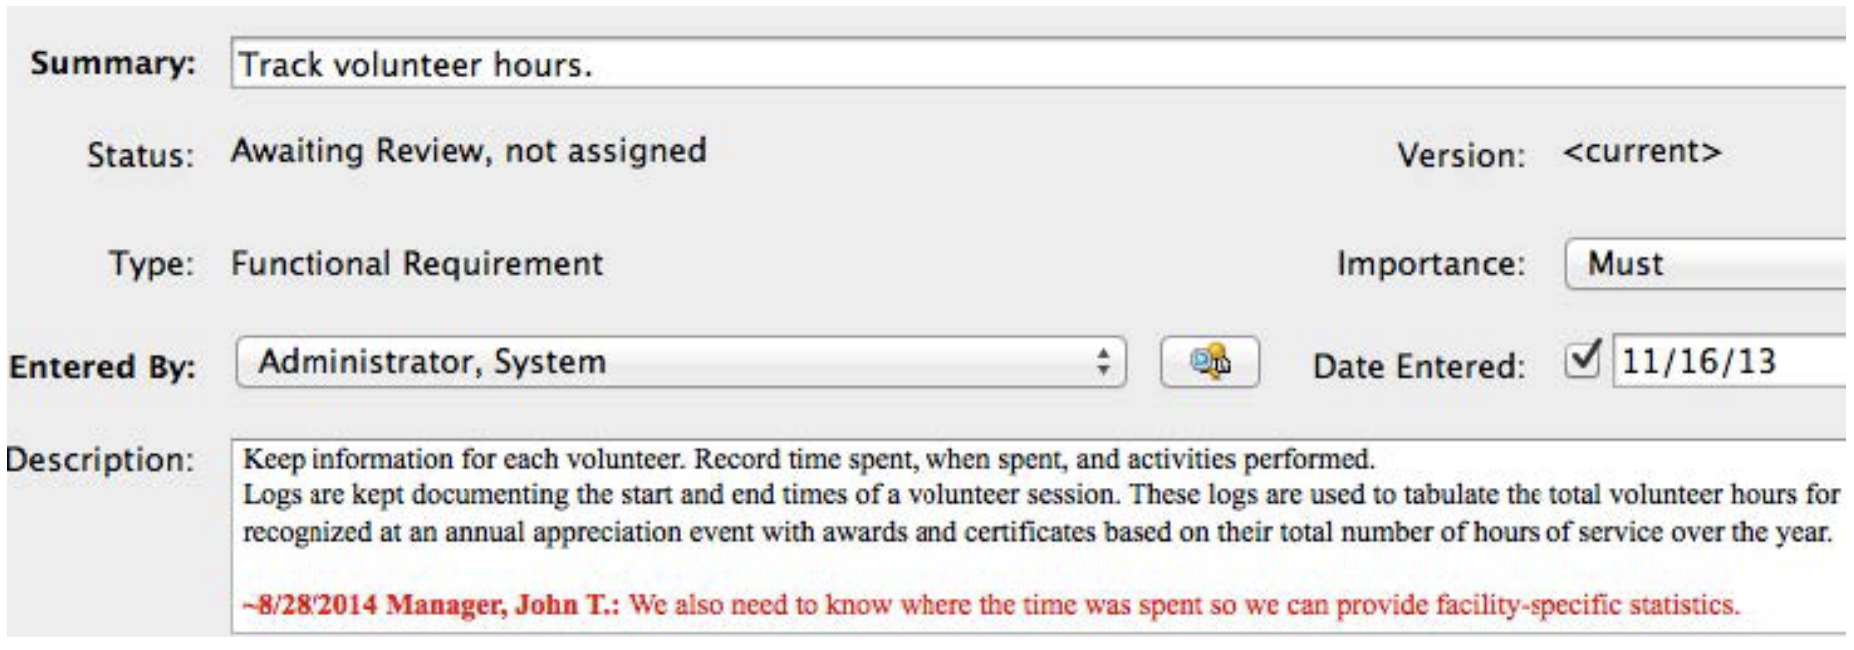 Summary: Track volunteer hours.
Status: Awaiting Review, not assigned Version: <current>
Type: Functional Requirement Importance: Must
Entered By: Administrator, System Date Entered: 11/16/13
Description: Keep information for each volunteer. Record time spent, when spent, and activities performed.
Logs are kept documenting the start and end times of a volunteer session. These logs are used to tabulate the total volunteer hours for
recognized at an annual appreciation event with awards and certificates based on their total number of hours of service over the year.
~8/28/2014 Manager, John T.: We also need to know where the time was spent so we can provide facility-specific statistics.